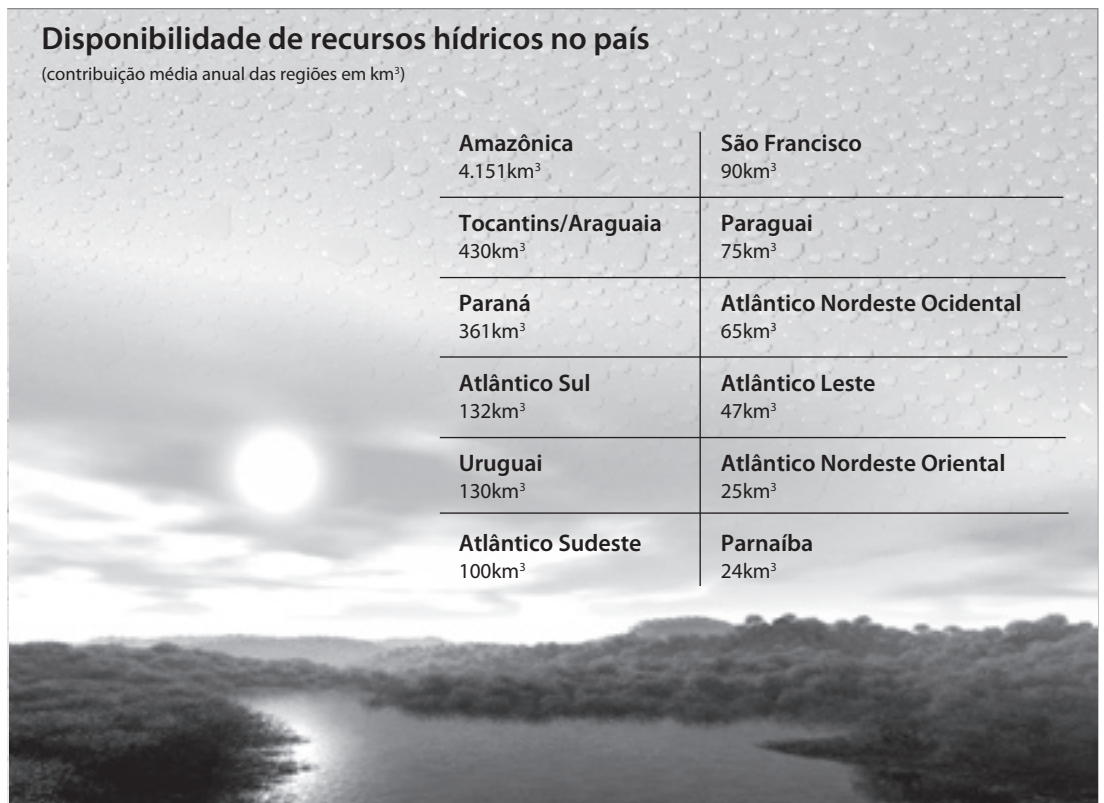 Disponibilidade de recursos hídricos no país
(contribuição média anual das regiões em km³)
Amazônica
4.151km³
São Francisco
90km³
Tocantins/Araguaia
430km³
Paraguai
75km³
Paraná
361km³
Atlântico Nordeste Ocidental
65km³
Atlântico Sul
132km³
Atlântico Leste
47km³
Uruguai
130km³
Atlântico Nordeste Oriental
25km³
Atlântico Sudeste
100km³
Parnaíba
24km³